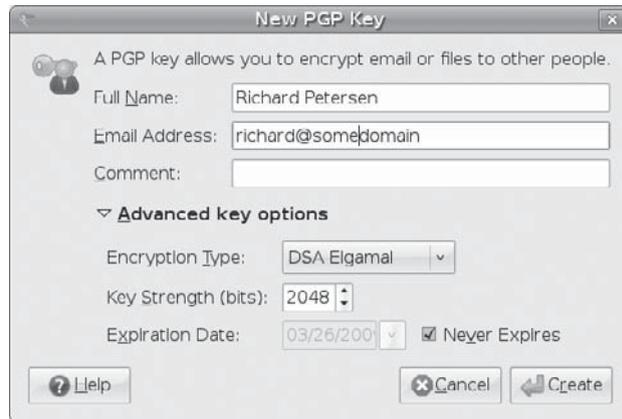 New PGP Key
A PGP key allows you to encrypt email or files to other people.
Full Name: Richard Petersen
Email Address: richard@somedomain
Comment:
Advanced key options
Encryption Type: DSA Elgamal
Key Strength (bits): 2048
Expiration Date: 03/26/200 Never Expires
Help Cancel Create